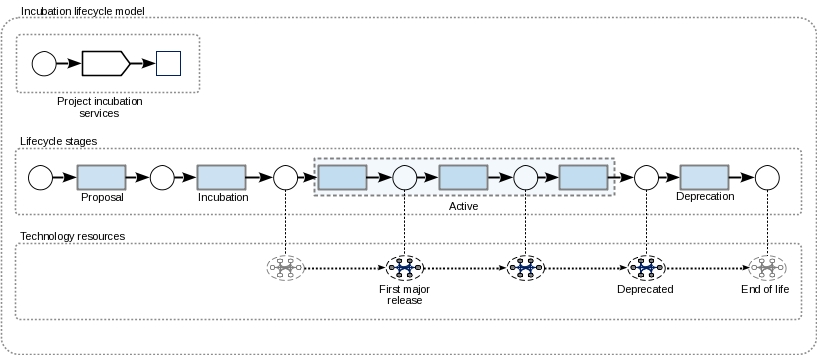 Incubation lifecycle model
Project incubation
services
Lifecycle stages
Proposal
Incubation
Active
Deprecation
Technology resources
First major
release
Deprecated
End of life